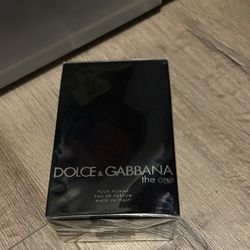 DOLCE & GABBANA
the one
POUR HOMME
EAU DE PARFUM
MADE IN ITALY